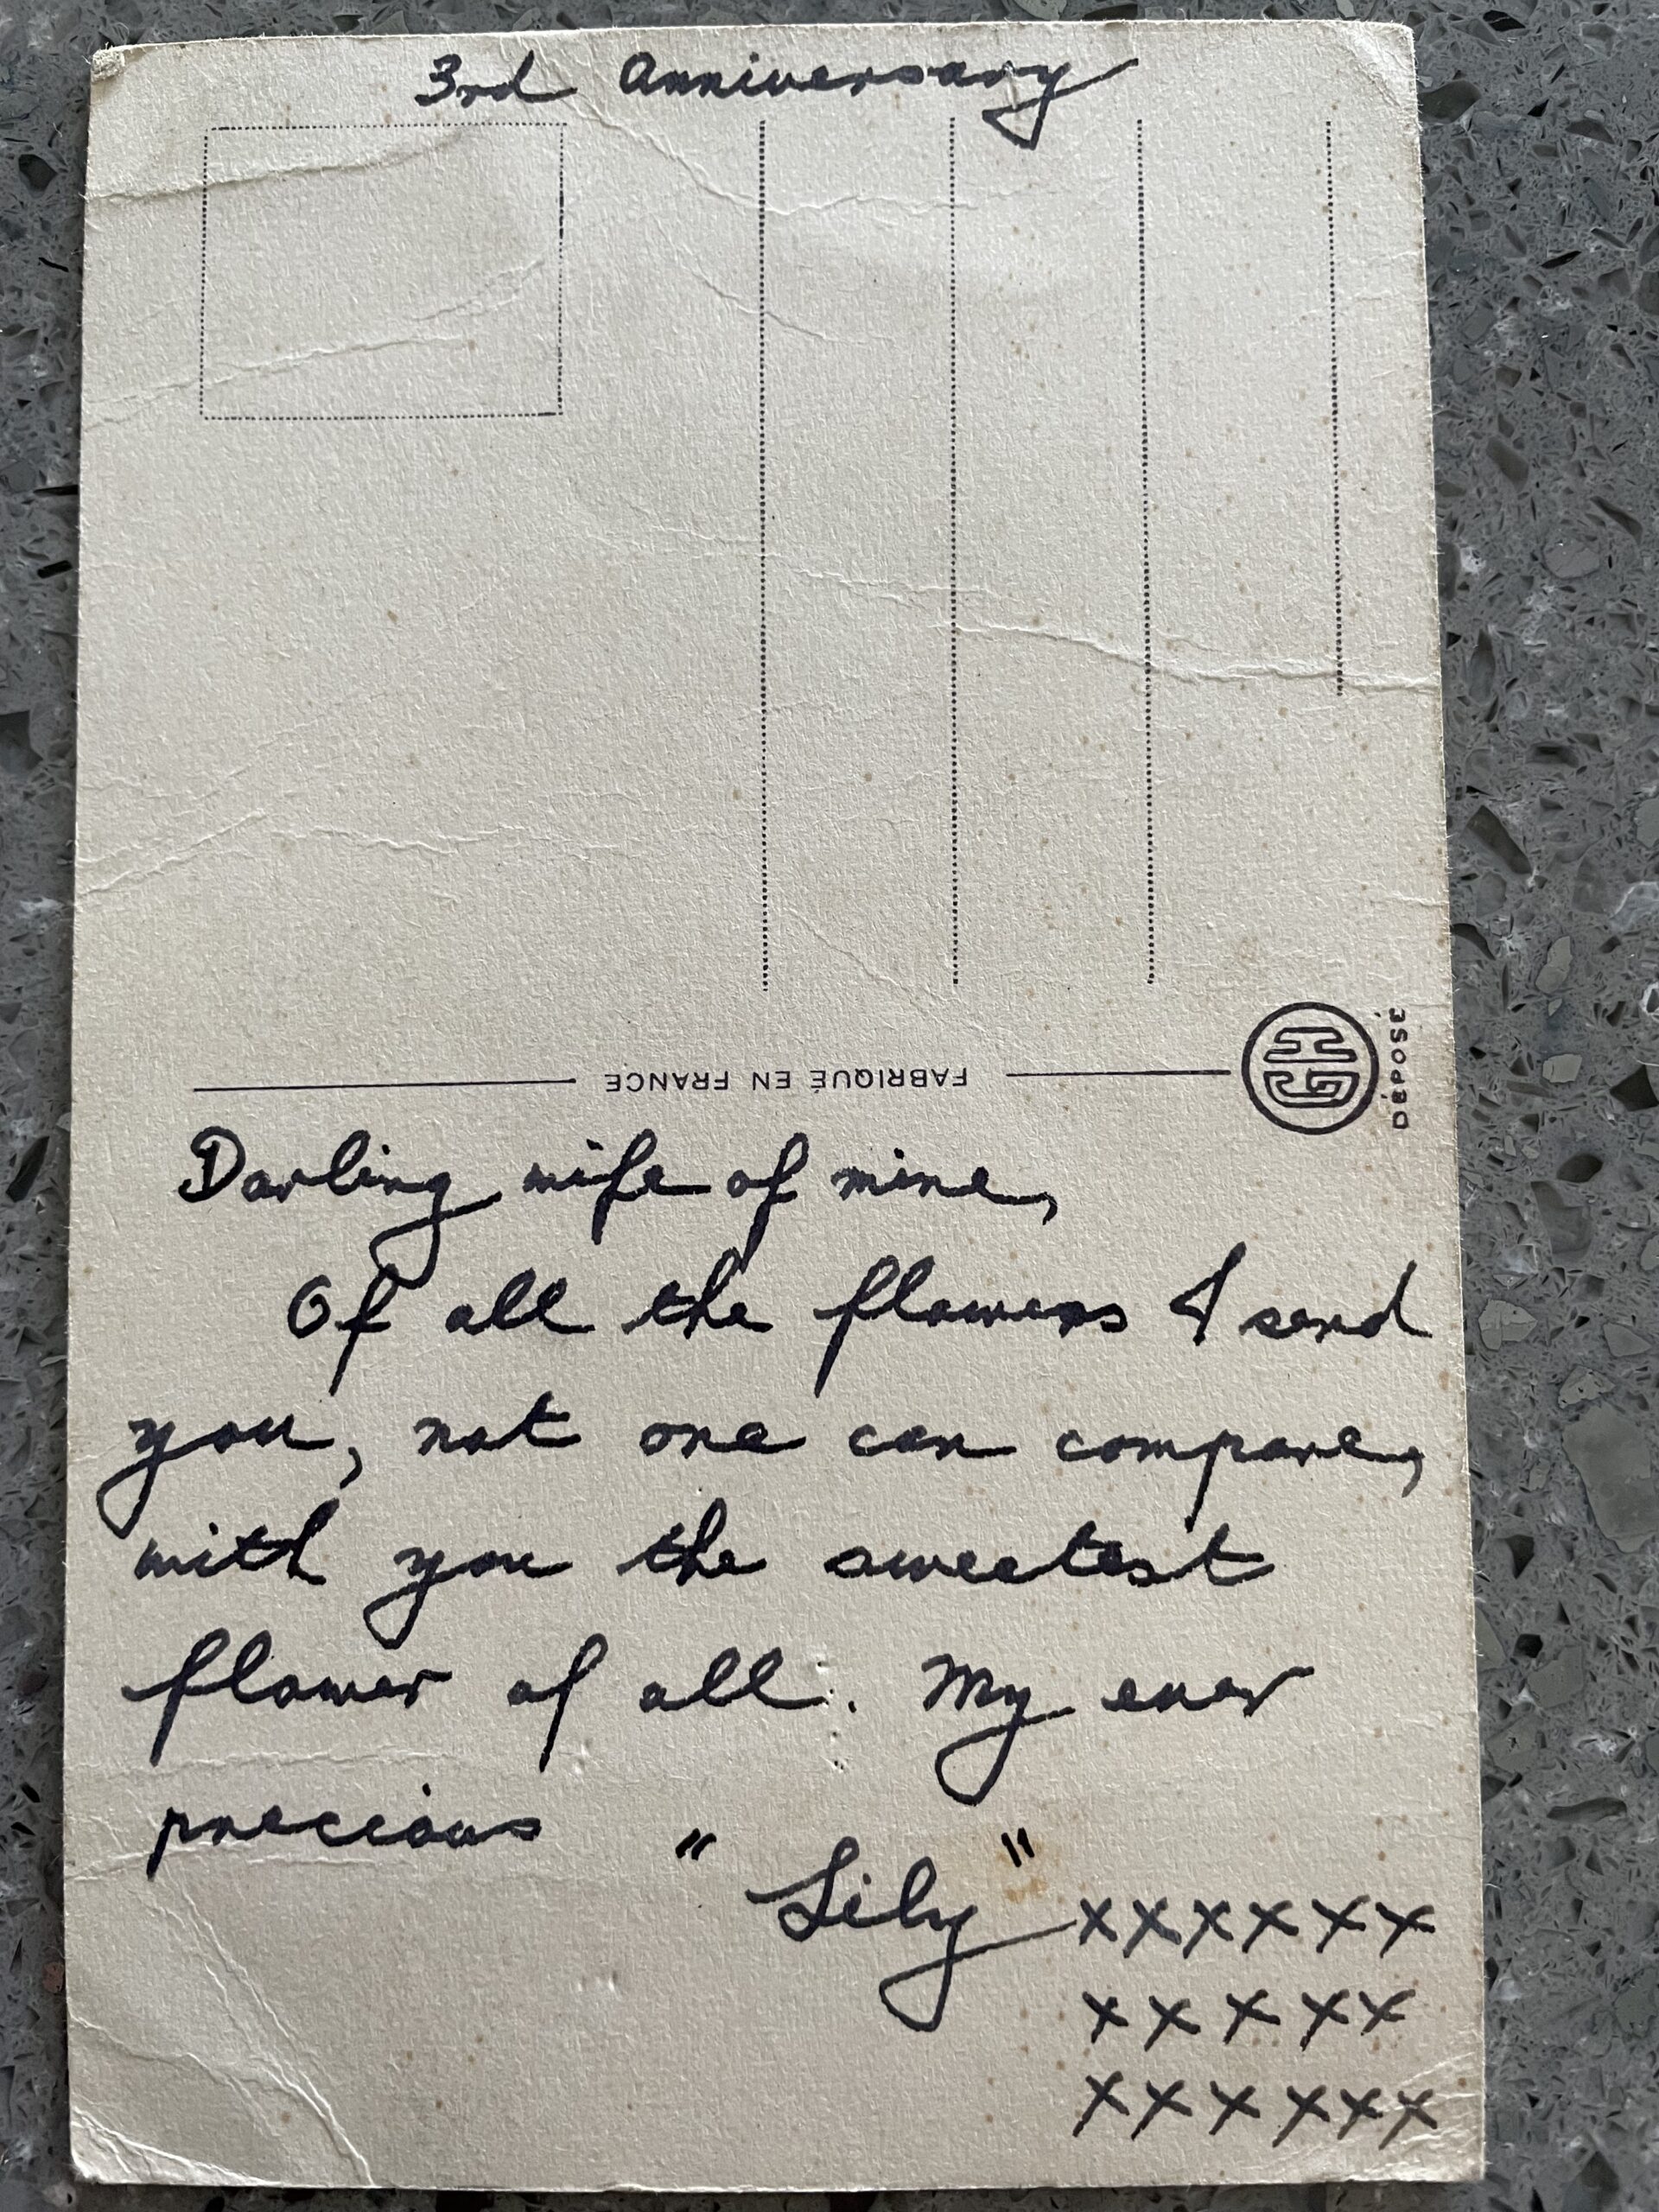 3rd Anniversary
FABRIQUÉ EN FRANCE
DÉPOSÉ
Darling wife of mine,
Of all the flowers I send
you, not one can compare,
with you the sweetest
flower of all. My ever
precious
" Lily " xxxxxx
xxxxx
xxxxxx